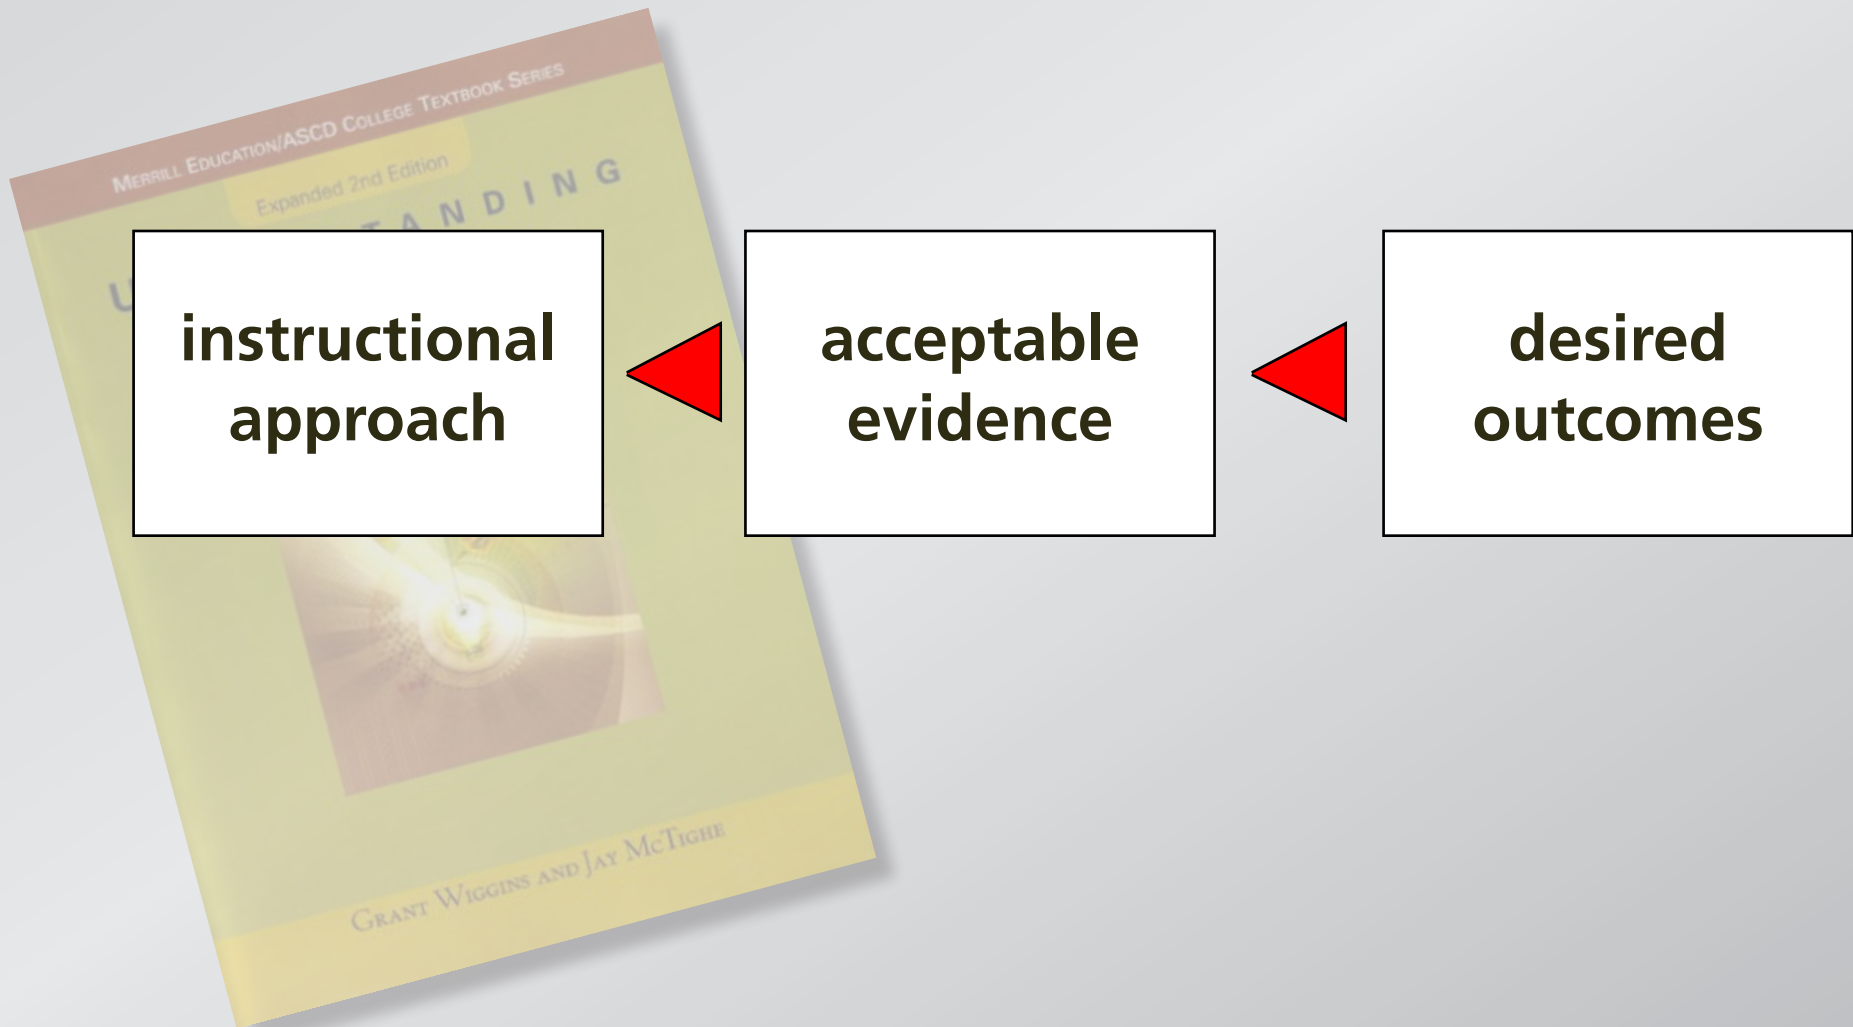 MERRILL EDUCATION/ASCD COLLEGE TEXTBOOK SERIES
Expanded 2nd Edition
U TANDING
instructional
approach
acceptable
evidence
desired
outcomes
GRANT WIGGINS AND JAY MCTIGHE